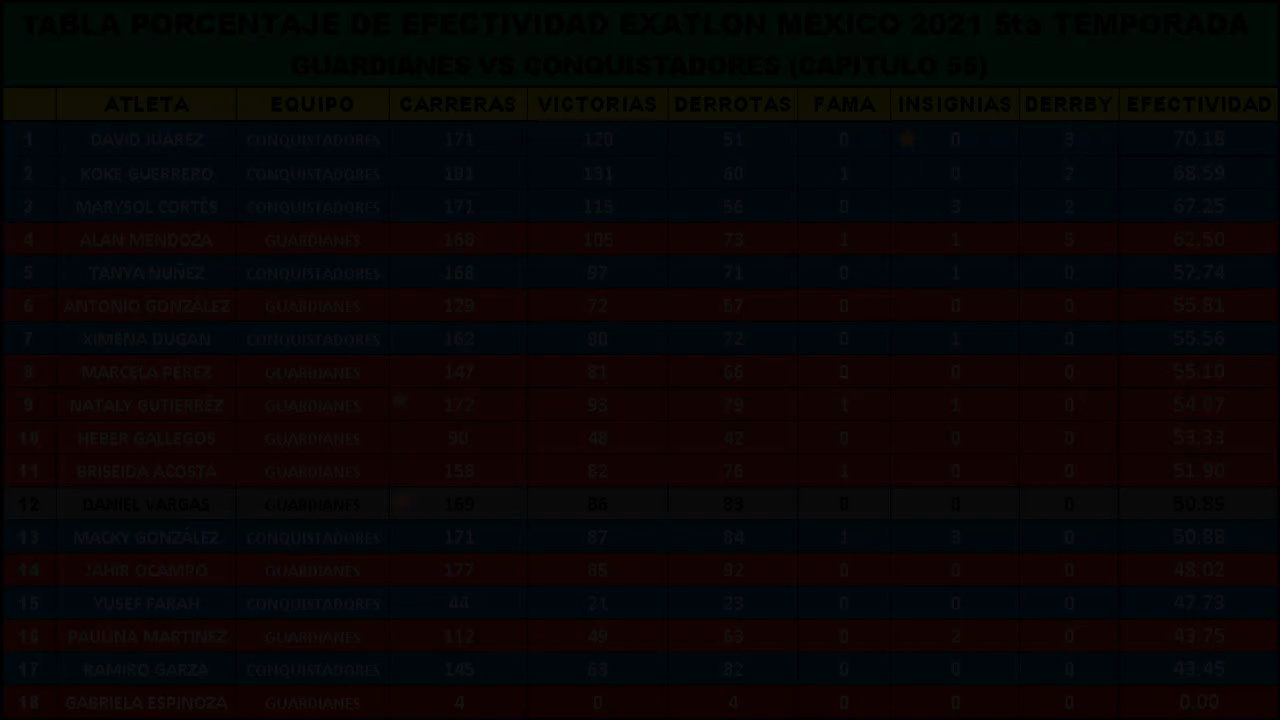 TABLA PORCENTAJE DE EFECTIVIDAD EXATLON MEXICO 2021 5ta TEMPORADA
GUARDIANES VS CONQUISTADORES (CAPITULO 56)
ATLETA EQUIPO CARRERAS VICTORIAS DERROTAS FAMA INSIGNIAS DERRBY EFECTIVIDAD
1 DAVID JUÁREZ CONQUISTADORES 171 120 51 0 0 3 70.18
2 KOKE GUERRERO CONQUISTADORES 191 131 60 1 0 2 68.59
3 MARYSOL CORTÉS CONQUISTADORES 171 115 56 0 3 2 67.25
4 ALAN MENDOZA GUARDIANES 168 105 73 1 1 5 62.50
5 TANYA NUÑEZ CONQUISTADORES 168 97 71 0 1 0 57.74
6 ANTONIO GONZÁLEZ GUARDIANES 129 72 57 0 0 0 55.81
7 XIMENA DUGAN CONQUISTADORES 162 90 72 0 1 0 55.56
8 MARCELA PÉREZ GUARDIANES 147 81 66 0 0 0 55.10
9 NATALY GUTIERREZ GUARDIANES 172 93 79 1 1 0 54.07
10 HEBER GALLEGOS GUARDIANES 90 48 42 0 0 0 53.33
11 BRISEIDA ACOSTA GUARDIANES 158 82 76 1 0 0 51.90
12 DANIEL VARGAS GUARDIANES 169 86 83 0 0 0 50.89
13 MACKY GONZÁLEZ CONQUISTADORES 171 87 84 1 3 0 50.88
14 JAHIR OCAMPO GUARDIANES 177 85 92 0 0 0 48.02
15 YUSEF FARAH CONQUISTADORES 44 21 23 0 0 0 47.73
16 PAULINA MARTINEZ GUARDIANES 112 49 63 0 2 0 43.75
17 RAMIRO GARZA CONQUISTADORES 145 63 82 0 0 0 43.45
18 GABRIELA ESPINOZA GUARDIANES 4 0 4 0 0 0 0.00